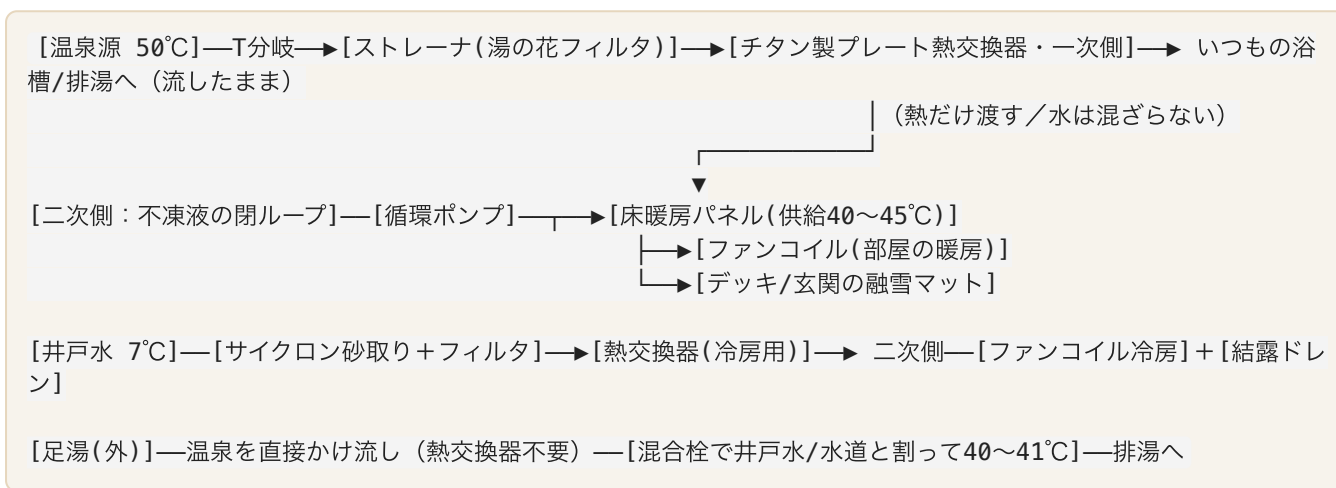 [温泉源 50℃]──T分岐──▶[ストレーナ(湯の花フィルタ)]──▶[チタン製プレート熱交換器・一次側]──▶ いつもの浴
槽/排湯へ（流したまま）
│（熱だけ渡す／水は混ざらない）
┌──────────┘
▼
[二次側：不凍液の閉ループ]──[循環ポンプ]──┬──▶[床暖房パネル(供給40〜45℃)]
├──▶[ファンコイル(部屋の暖房)]
└──▶[デッキ/玄関の融雪マット]
[井戸水 7℃]──[サイクロン砂取り＋フィルタ]──▶[熱交換器(冷房用)]──▶ 二次側──[ファンコイル冷房]＋[結露ドレ
ン]
[足湯(外)]──温泉を直接かけ流し（熱交換器不要）──[混合栓で井戸水/水道と割って40〜41℃]──排湯へ